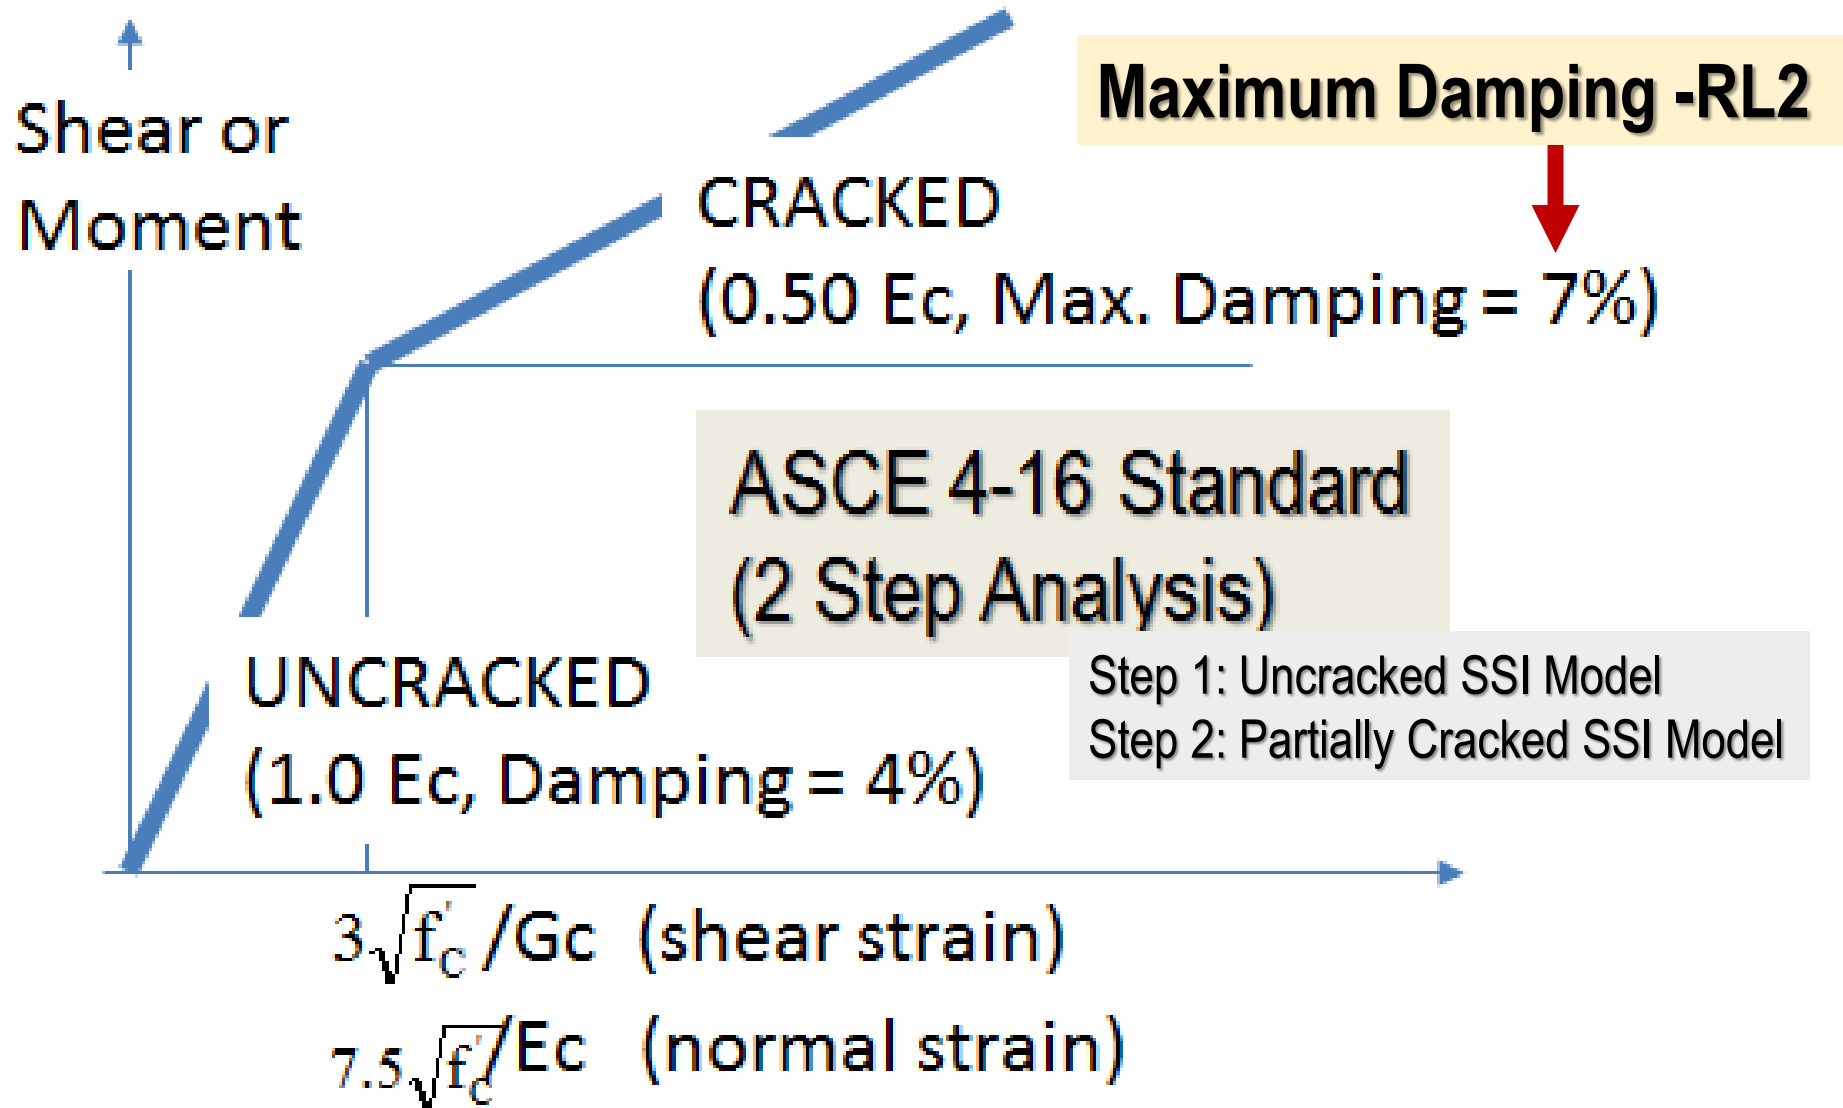 Shear or
Moment
Maximum Damping -RL2
CRACKED
(0.50 Ec, Max. Damping = 7%)
ASCE 4-16 Standard
(2 Step Analysis)
Step 1: Uncracked SSI Model
Step 2: Partially Cracked SSI Model
UNCRACKED
(1.0 Ec, Damping = 4%)
3√f'c /Gc (shear strain)
7.5√f'c /Ec (normal strain)